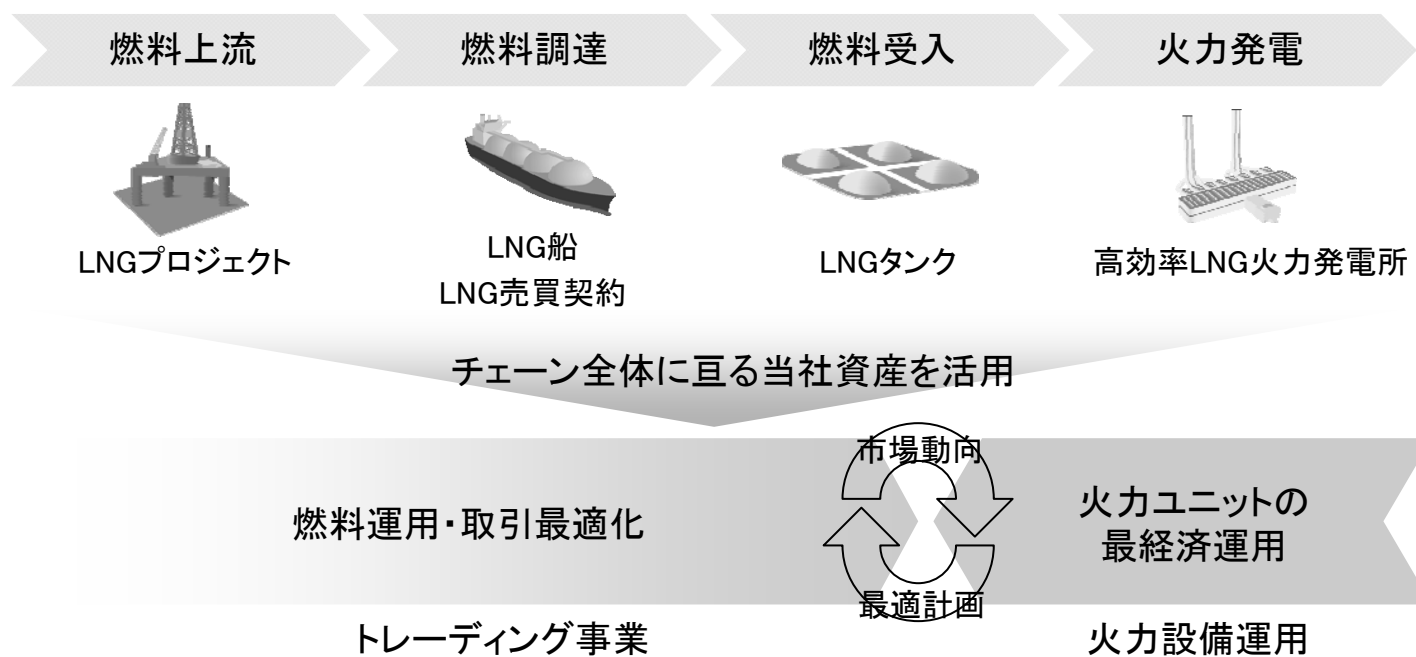 燃料上流
燃料調達
燃料受入
火力発電
LNGプロジェクト
LNG船
LNG売買契約
LNGタンク
高効率LNG火力発電所
チェーン全体に亘る当社資産を活用
市場動向
燃料運用・取引最適化
火力ユニットの
最経済運用
最適計画
トレーディング事業
火力設備運用